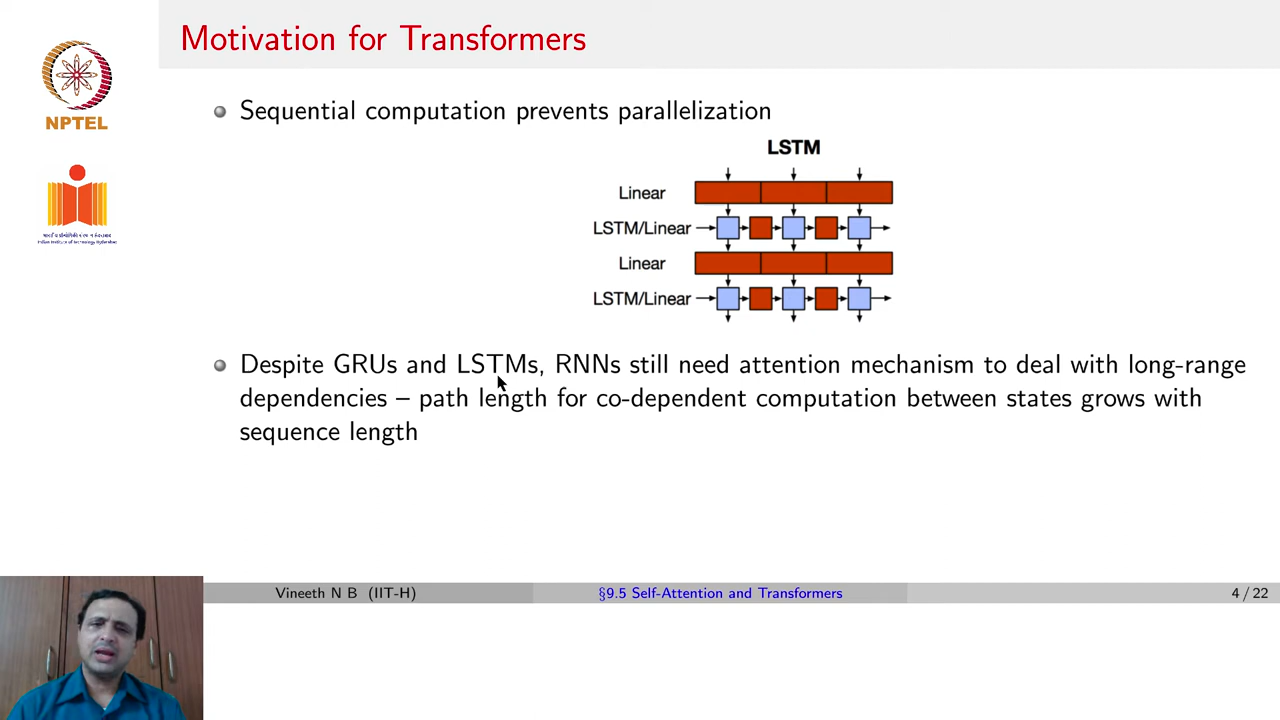 Motivation for Transformers
NPTEL
Sequential computation prevents parallelization
LSTM
Linear
LSTM/Linear
Linear
LSTM/Linear
Despite GRUs and LSTMs, RNNs still need attention mechanism to deal with long-range
dependencies – path length for co-dependent computation between states grows with
sequence length
Vineeth N B (IIT-H)
§9.5 Self-Attention and Transformers
4 / 22